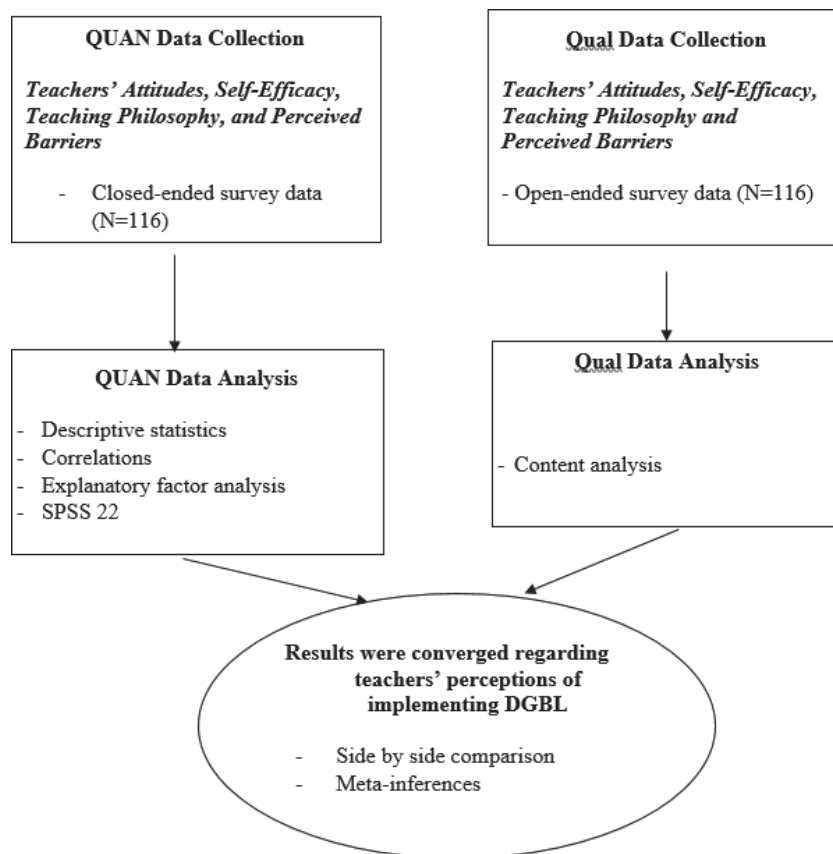 QUAN Data Collection
Teachers' Attitudes, Self-Efficacy,
Teaching Philosophy, and Perceived
Barriers
- Closed-ended survey data
(N=116)
Qual Data Collection
Teachers' Attitudes, Self-Efficacy,
Teaching Philosophy and
Perceived Barriers
- Open-ended survey data (N=116)
QUAN Data Analysis
- Descriptive statistics
- Correlations
- Explanatory factor analysis
- SPSS 22
Qual Data Analysis
- Content analysis
Results were converged regarding
teachers' perceptions of
implementing DGBL
- Side by side comparison
- Meta-inferences